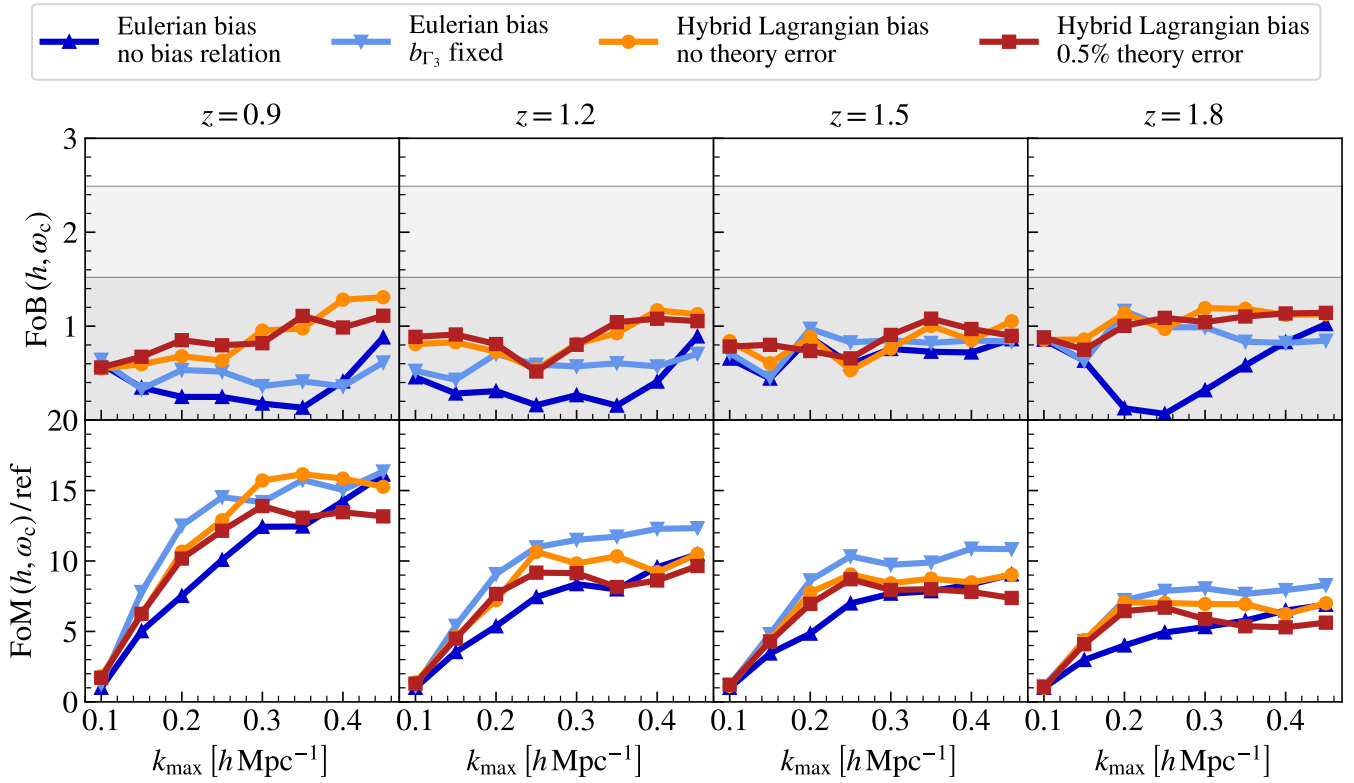 Eulerian bias
no bias relation
Eulerian bias
b_{Γ_3} fixed
Hybrid Lagrangian bias
no theory error
Hybrid Lagrangian bias
0.5% theory error
z = 0.9
z = 1.2
z = 1.5
z = 1.8
FoB (h, ω_c)
3
2
1
20
FoM (h, ω_c)/ref
15
10
5
0
0.1 0.2 0.3 0.4
0.1 0.2 0.3 0.4
0.1 0.2 0.3 0.4
0.1 0.2 0.3 0.4
k_max [h Mpc⁻¹]
k_max [h Mpc⁻¹]
k_max [h Mpc⁻¹]
k_max [h Mpc⁻¹]